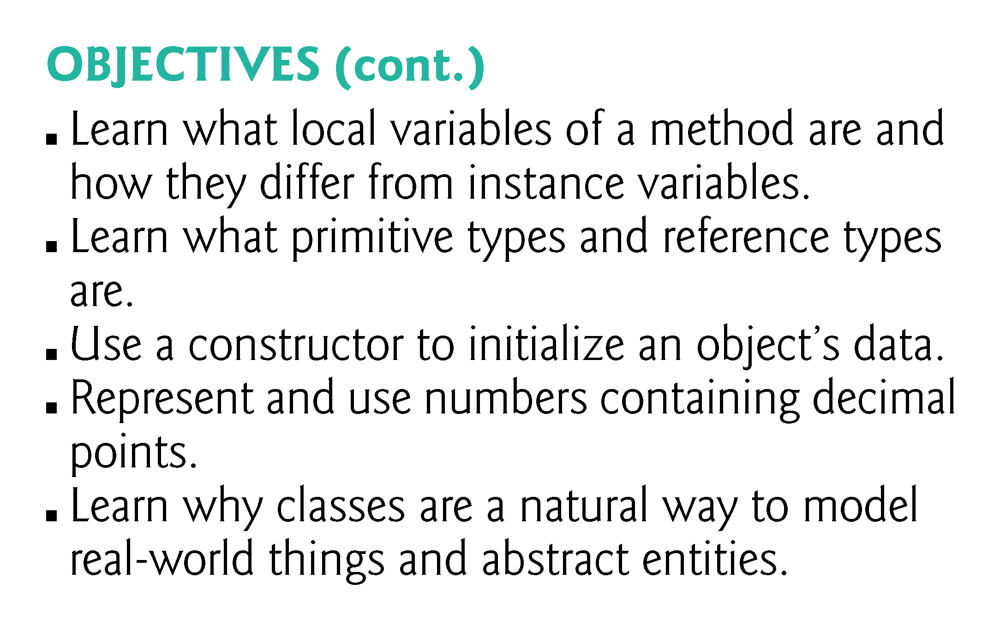 OBJECTIVES (cont.)
■ Learn what local variables of a method are and
how they differ from instance variables.
■ Learn what primitive types and reference types
are.
■ Use a constructor to initialize an object’s data.
■ Represent and use numbers containing decimal
points.
■ Learn why classes are a natural way to model
real-world things and abstract entities.